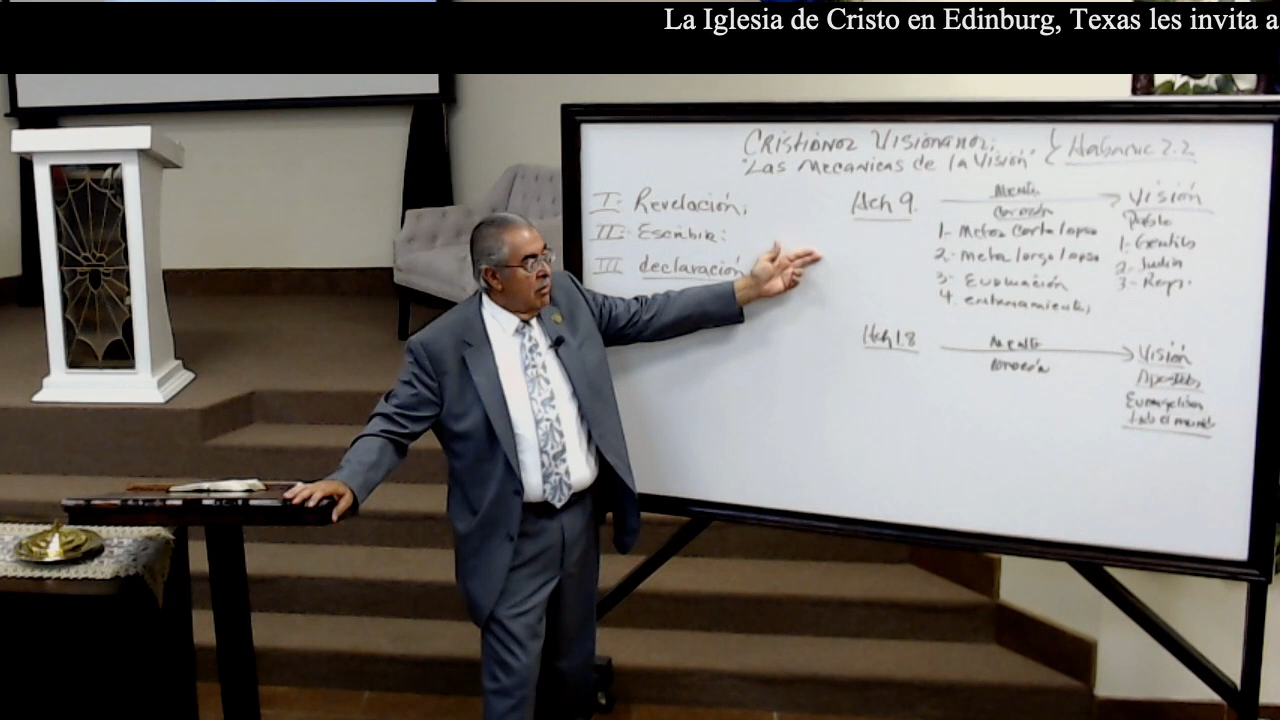 La Iglesia de Cristo en Edinburg, Texas les invita a
Cristianos Visionarios;
"Las Mecanicas de la Visión"
Habacuc 2.2
I. Revelación;
II. Escribir:
III declaración
Hch 9.
Mente
Corazón
Visión
Pablo
1- Metas corto lapso
2- Meta largo lapso
3- Evaluación
4. entrenamiento;
1- Gentiles
2- Judíos
3- Reyes.
Hch 1.8
Mente
corazón
Visión
Apostoles
Evangelizar
todo el mundo